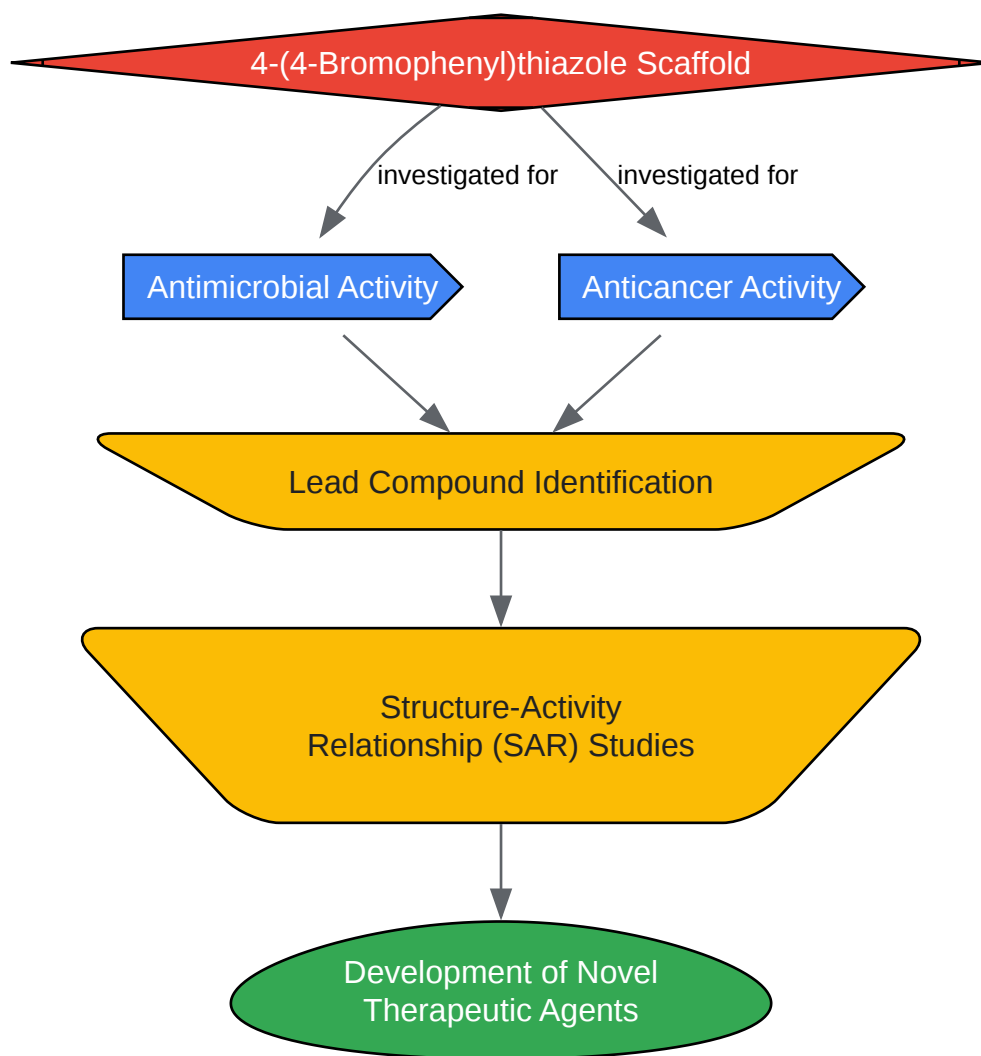 4-(4-Bromophenyl)thiazole Scaffold
investigated for
investigated for
Antimicrobial Activity
Anticancer Activity
Lead Compound Identification
Structure-Activity
Relationship (SAR) Studies
Development of Novel
Therapeutic Agents